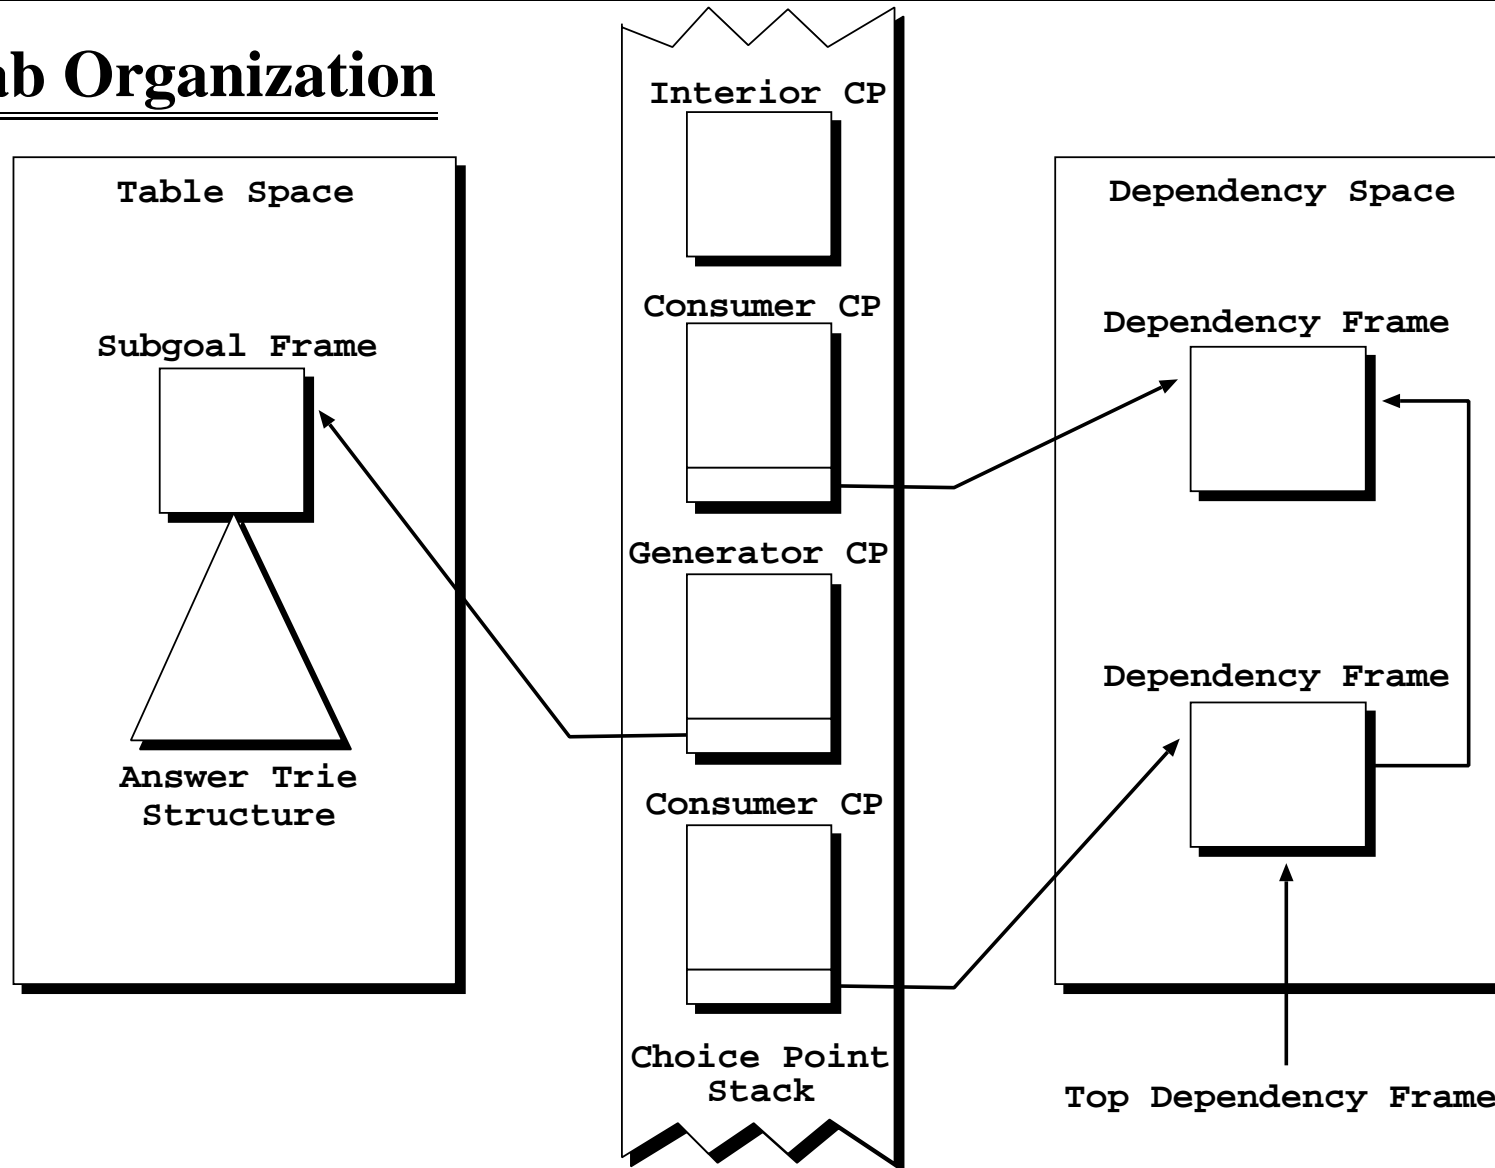 ab Organization
Table Space
Subgoal Frame
Answer Trie
Structure
Interior CP
Consumer CP
Generator CP
Consumer CP
Choice Point
Stack
Dependency Space
Dependency Frame
Dependency Frame
Top Dependency Frame